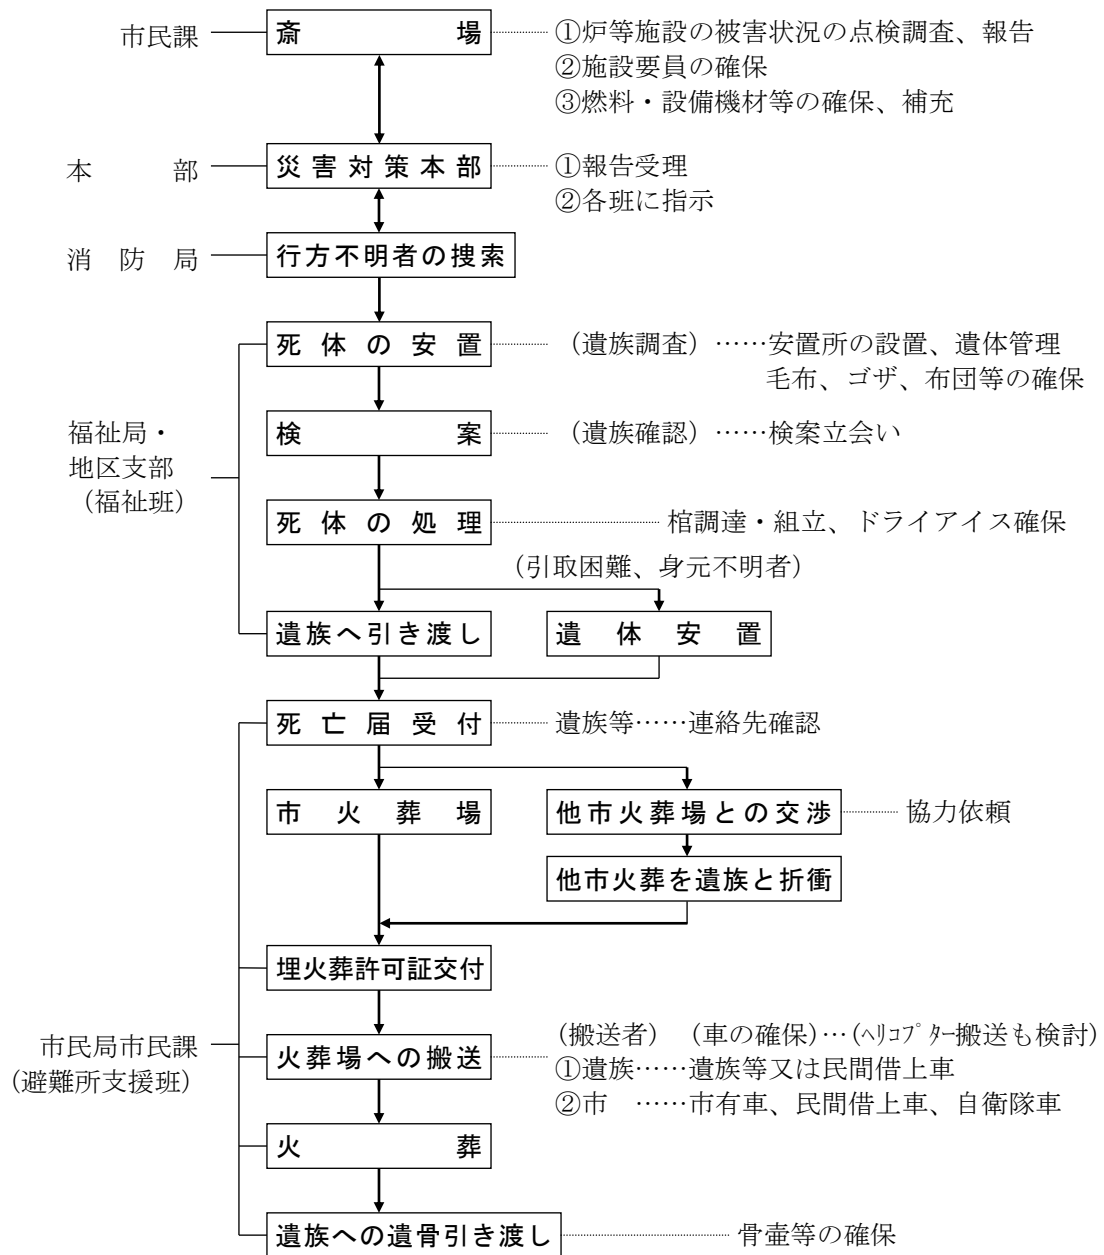 市民課 斎場 ①炉等施設の被害状況の点検調査、報告
②施設要員の確保
③燃料・設備機材等の確保、補充
本部 災害対策本部 ①報告受理
②各班に指示
消防局 行方不明者の捜索
死体の安置 (遺族調査)……安置所の設置、遺体管理
毛布、ゴザ、布団等の確保
福祉局・
地区支部
(福祉班)
検案 (遺族確認)……検案立会い
死体の処理 棺調達・組立、ドライアイス確保
(引取困難、身元不明者)
遺族へ引き渡し 遺体安置
死亡届受付 遺族等……連絡先確認
市火葬場 他市火葬場との交渉 協力依頼
他市火葬を遺族と折衝
埋火葬許可証交付
市民局市民課
(避難所支援班)
火葬場への搬送 (搬送者) (車の確保)…(ﾍﾘｺﾌﾟﾀｰ搬送も検討)
①遺族……遺族等又は民間借上車
②市 ……市有車、民間借上車、自衛隊車
火葬
遺族への遺骨引き渡し 骨壷等の確保